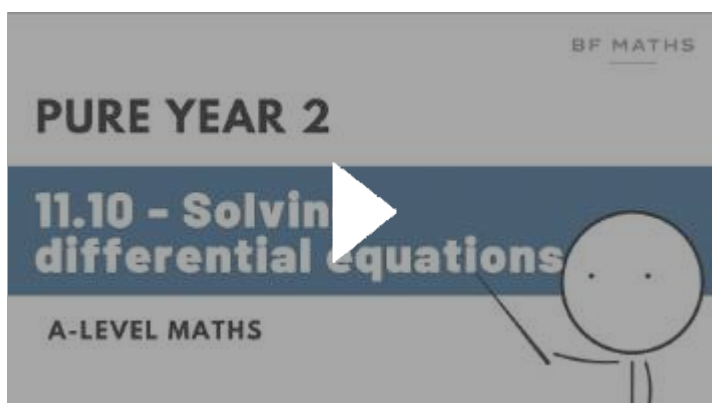 BF MATHS
PURE YEAR 2
11.10 - Solvin
differential equations
A-LEVEL MATHS